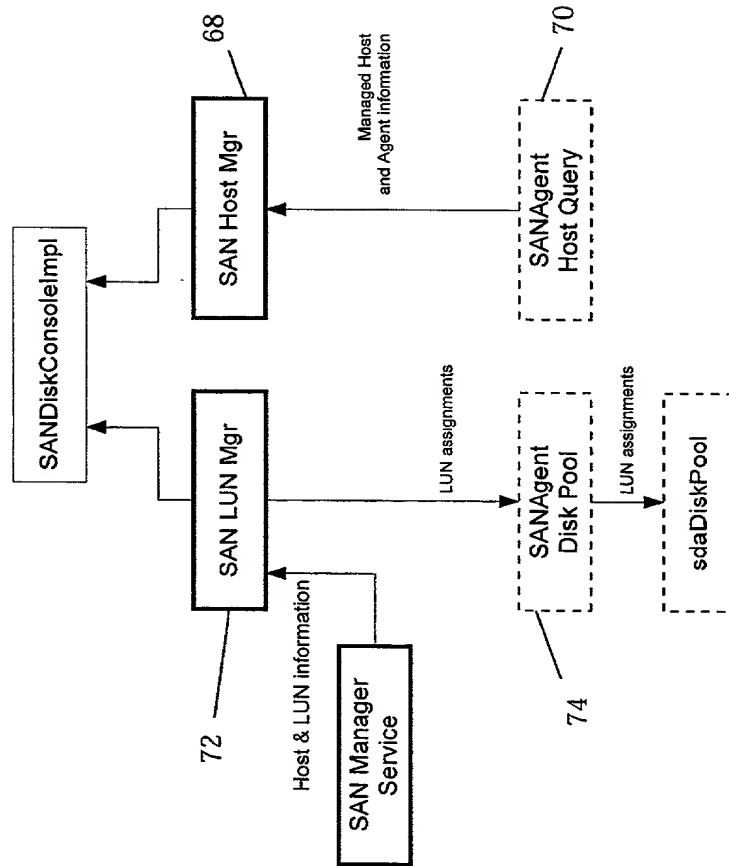 SANDiskConsoleImpl
72
SAN LUN Mgr
SAN Host Mgr
68
Host & LUN information
SAN Manager
Service
LUN assignments
Managed Host
and Agent information
74
SANAgent
Disk Pool
SANAgent
Host Query
70
LUN assignments
sdaDiskPool